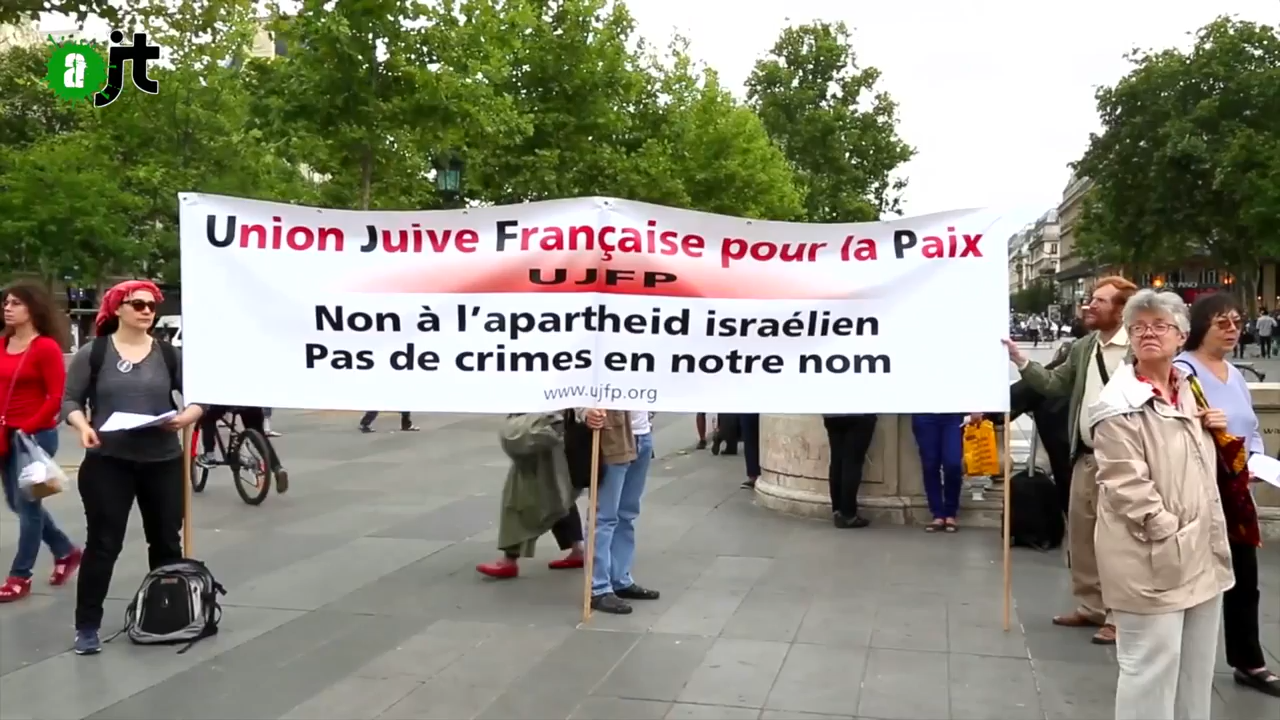 ajt
Union Juive Française pour la Paix
UJFP
Non à l'apartheid israélien
Pas de crimes en notre nom
www.ujfp.org